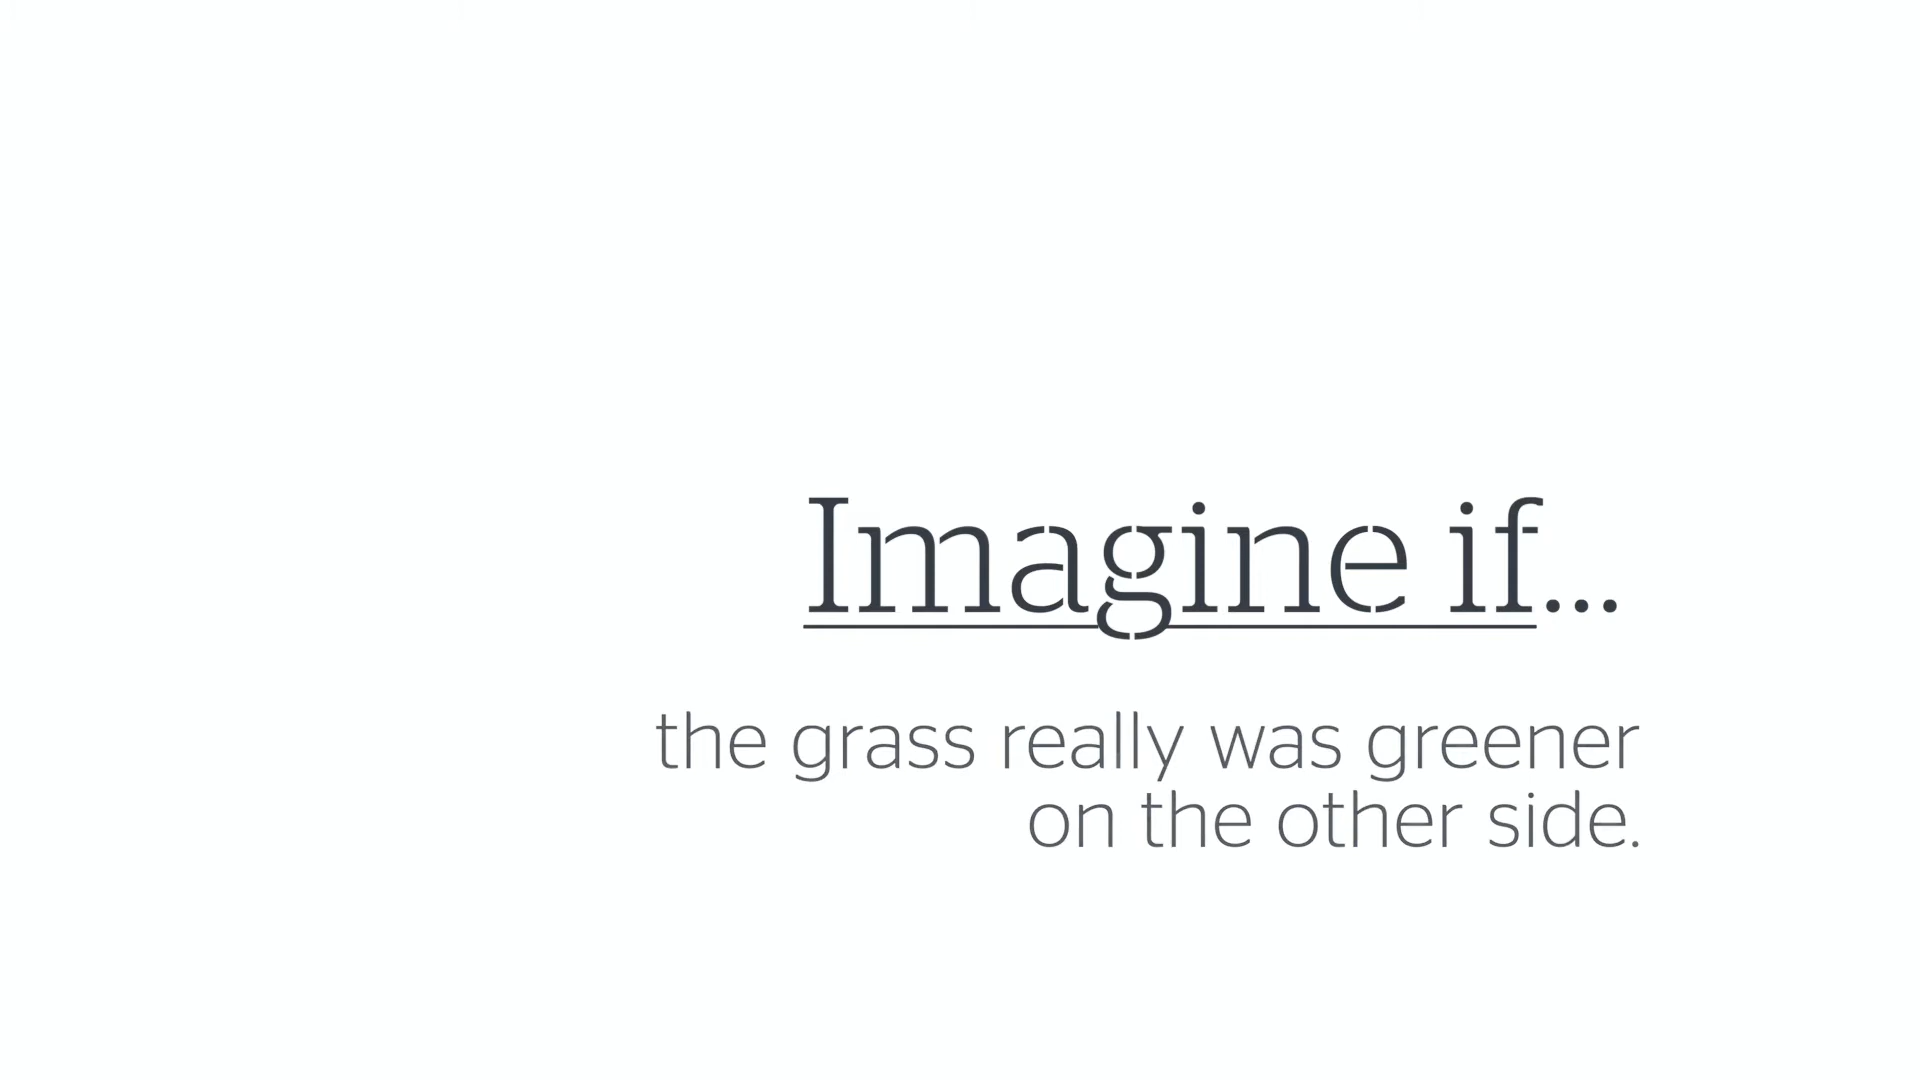 Imagine if...
the grass really was greener
on the other side.